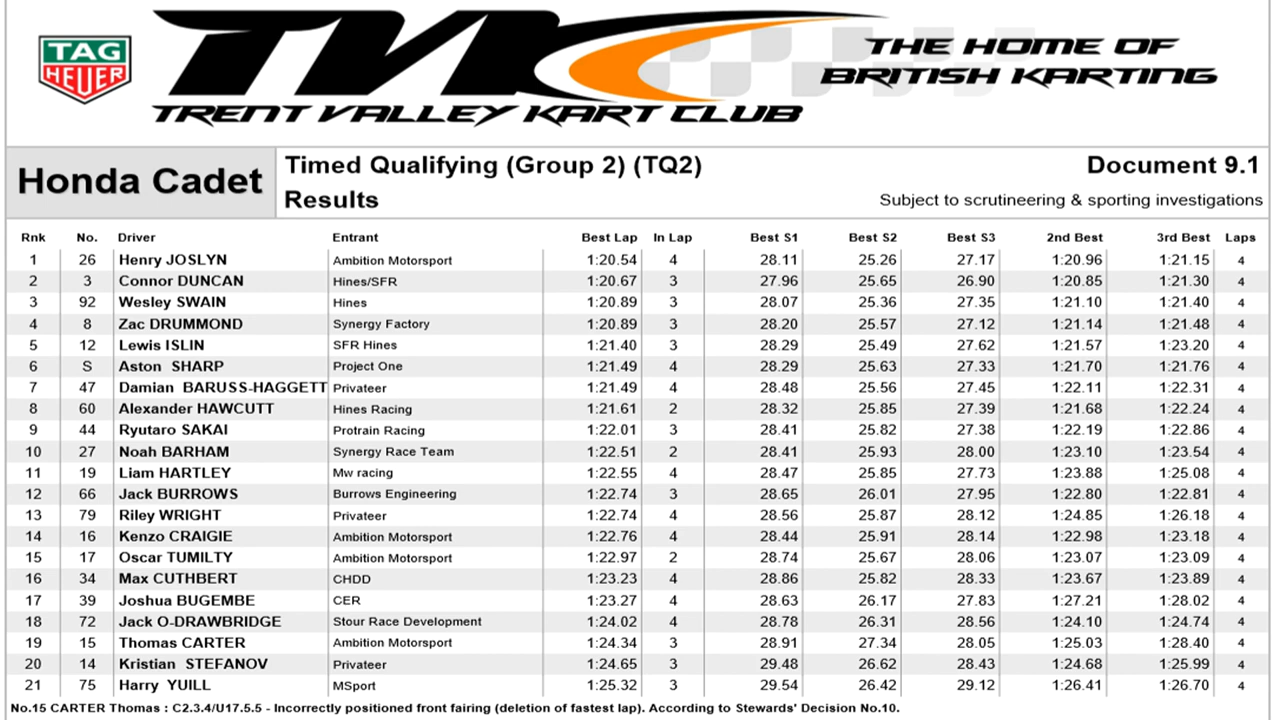 TAG
HEUER
TVKC
TRENT VALLEY KART CLUB
THE HOME OF
BRITISH KARTING
Honda Cadet
Timed Qualifying (Group 2) (TQ2)
Results
Document 9.1
Subject to scrutineering & sporting investigations
Rnk No. Driver Entrant Best Lap In Lap Best S1 Best S2 Best S3 2nd Best 3rd Best Laps
1 26 Henry JOSLYN Ambition Motorsport 1:20.54 4 28.11 25.26 27.17 1:20.96 1:21.15 4
2 3 Connor DUNCAN Hines/SFR 1:20.67 3 27.96 25.65 26.90 1:20.85 1:21.30 4
3 92 Wesley SWAIN Hines 1:20.89 3 28.07 25.36 27.35 1:21.10 1:21.40 4
4 8 Zac DRUMMOND Synergy Factory 1:20.89 3 28.20 25.57 27.12 1:21.14 1:21.48 4
5 12 Lewis ISLIN SFR Hines 1:21.40 3 28.29 25.49 27.62 1:21.57 1:23.20 4
6 S Aston SHARP Project One 1:21.49 4 28.29 25.63 27.33 1:21.70 1:21.76 4
7 47 Damian BARUSS-HAGGETT Privateer 1:21.49 4 28.48 25.56 27.45 1:22.11 1:22.31 4
8 60 Alexander HAWCUTT Hines Racing 1:21.61 2 28.32 25.85 27.39 1:21.68 1:22.24 4
9 44 Ryutaro SAKAI Protrain Racing 1:22.01 3 28.41 25.82 27.38 1:22.19 1:22.86 4
10 27 Noah BARHAM Synergy Race Team 1:22.51 2 28.41 25.93 28.00 1:23.10 1:23.54 4
11 19 Liam HARTLEY Mw racing 1:22.55 4 28.47 25.85 27.73 1:23.88 1:25.08 4
12 66 Jack BURROWS Burrows Engineering 1:22.74 3 28.65 26.01 27.95 1:22.80 1:22.81 4
13 79 Riley WRIGHT Privateer 1:22.74 4 28.56 25.87 28.12 1:24.85 1:26.18 4
14 16 Kenzo CRAIGIE Ambition Motorsport 1:22.76 4 28.44 25.91 28.14 1:22.98 1:23.18 4
15 17 Oscar TUMILTY Ambition Motorsport 1:22.97 2 28.74 25.67 28.06 1:23.07 1:23.09 4
16 34 Max CUTHBERT CHDD 1:23.23 4 28.86 25.82 28.33 1:23.67 1:23.89 4
17 39 Joshua BUGEMBE CER 1:23.27 4 28.63 26.17 27.83 1:27.21 1:28.02 4
18 72 Jack O-DRAWBRIDGE Stour Race Development 1:24.02 4 28.78 26.31 28.56 1:24.10 1:24.74 4
19 15 Thomas CARTER Ambition Motorsport 1:24.34 3 28.91 27.34 28.05 1:25.03 1:28.40 4
20 14 Kristian STEFANOV Privateer 1:24.65 3 29.48 26.62 28.43 1:24.68 1:25.99 4
21 75 Harry YUILL MSport 1:25.32 3 29.54 26.42 29.12 1:26.41 1:26.70 4
No.15 CARTER Thomas : C2.3.4/U17.5.5 - Incorrectly positioned front fairing (deletion of fastest lap). According to Stewards' Decision No.10.